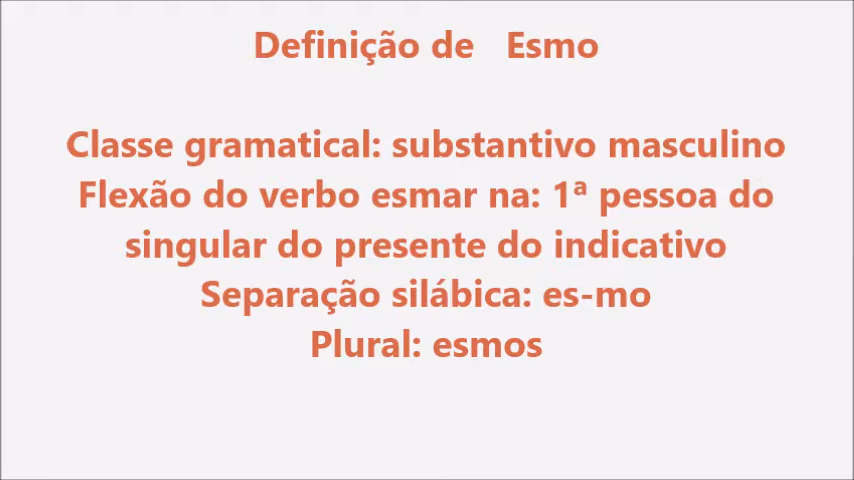 Definição de Esmo
Classe gramatical: substantivo masculino
Flexão do verbo esmar na: 1ª pessoa do
singular do presente do indicativo
Separação silábica: es-mo
Plural: esmos